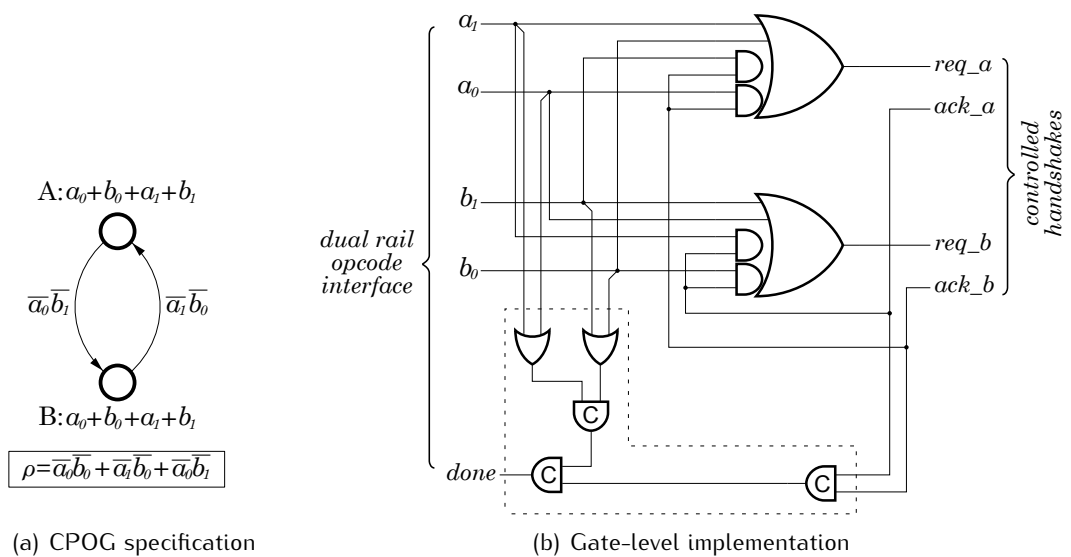 A:a₀+b₀+a₁+b₁
a̅₀b̅₁
a̅₁b̅₀
B:a₀+b₀+a₁+b₁
ρ=a̅₀b̅₀+a̅₁b̅₀+a̅₀b̅₁
(a) CPOG specification
dual rail
opcode
interface
a₁
a₀
b₁
b₀
done
C
C
C
req_a
ack_a
req_b
ack_b
controlled
handshakes
(b) Gate-level implementation